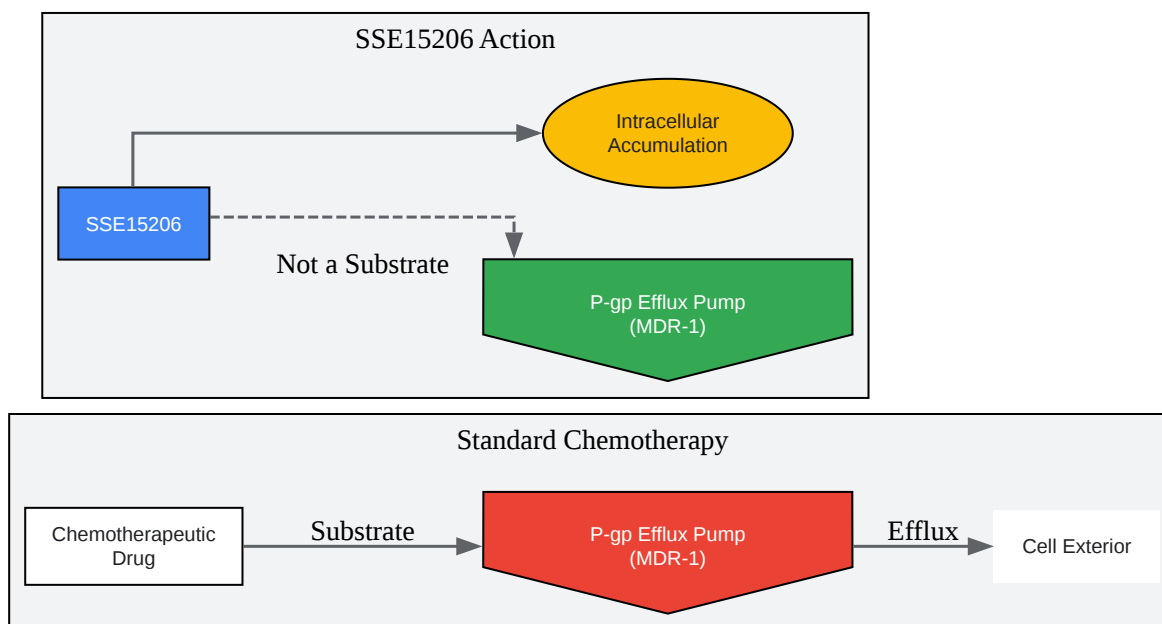 SSE15206 Action
Intracellular
Accumulation
SSE15206
Not a Substrate
P-gp Efflux Pump
(MDR-1)
Standard Chemotherapy
Chemotherapeutic
Drug
Substrate
P-gp Efflux Pump
(MDR-1)
Efflux
Cell Exterior